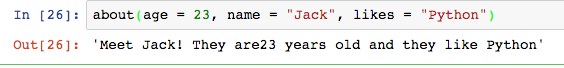 In [26]: about(age = 23, name = "Jack", likes = "Python")
Out[26]: 'Meet Jack! They are23 years old and they like Python'